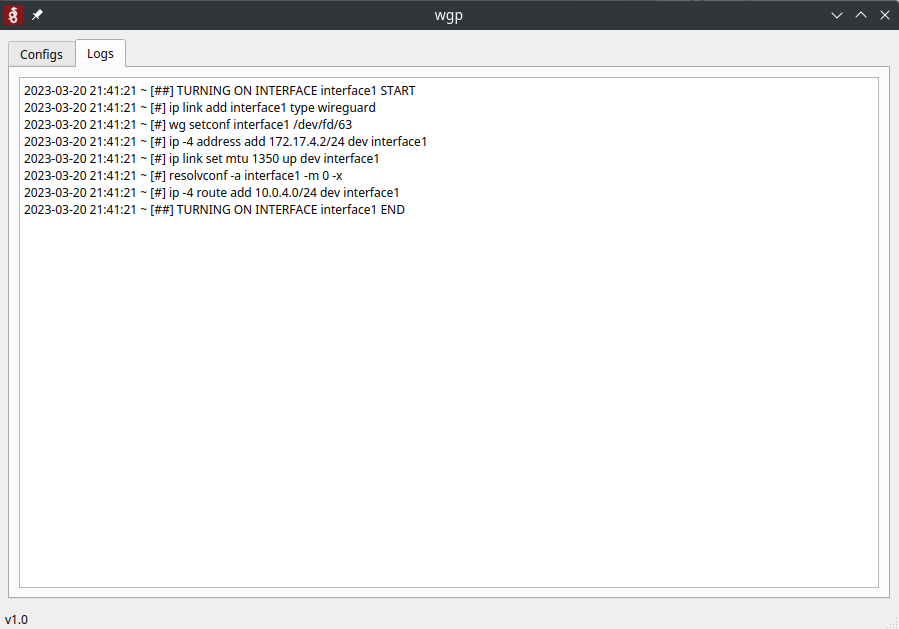 wgp
Configs
Logs
2023-03-20 21:41:21 ~ [##] TURNING ON INTERFACE interface1 START
2023-03-20 21:41:21 ~ [#] ip link add interface1 type wireguard
2023-03-20 21:41:21 ~ [#] wg setconf interface1 /dev/fd/63
2023-03-20 21:41:21 ~ [#] ip -4 address add 172.17.4.2/24 dev interface1
2023-03-20 21:41:21 ~ [#] ip link set mtu 1350 up dev interface1
2023-03-20 21:41:21 ~ [#] resolvconf -a interface1 -m 0 -x
2023-03-20 21:41:21 ~ [#] ip -4 route add 10.0.4.0/24 dev interface1
2023-03-20 21:41:21 ~ [##] TURNING ON INTERFACE interface1 END
v1.0